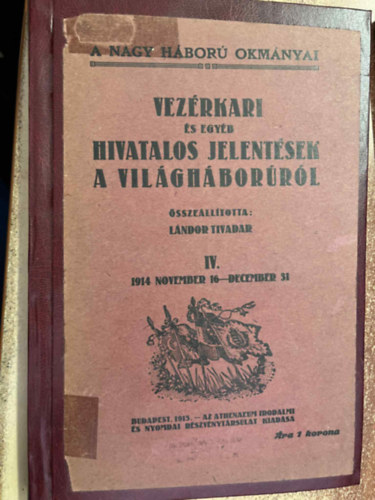 A NAGY HÁBORÚ OKMÁNYAI
VEZÉRKARI
ÉS EGYÉB
HIVATALOS JELENTÉSEK
A VILÁGHÁBORÚRÓL
ÖSSZEÁLLÍTOTTA:
LÁNDOR TIVADAR
IV.
1914 NOVEMBER 16—DECEMBER 31
BUDAPEST, 1915. — AZ ATHENAEUM IRODALMI
ÉS NYOMDAI RÉSZVÉNYTÁRSULAT KIADÁSA
Ára 1 korona